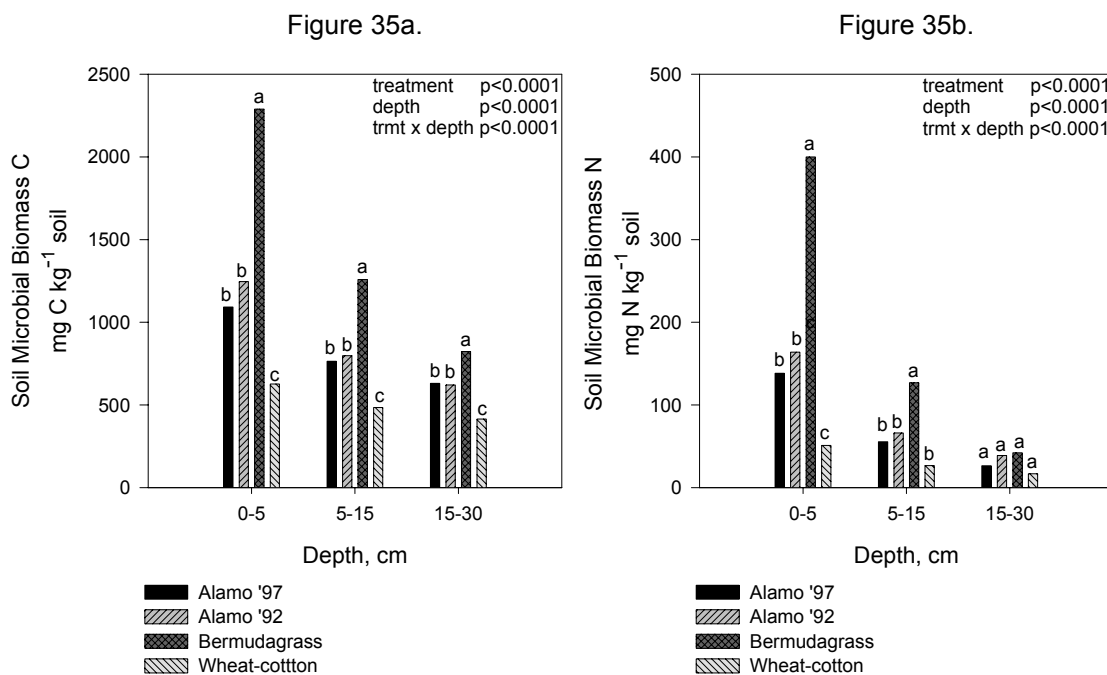 Figure 35a.
2500
2000
1500
1000
500
0
Soil Microbial Biomass C
mg C kg⁻¹ soil
treatment p<0.0001
depth p<0.0001
trmt x depth p<0.0001
b b a c
b b a c
b b a c
0-5 5-15 15-30
Depth, cm
Alamo '97
Alamo '92
Bermudagrass
Wheat-cottton
Figure 35b.
500
400
300
200
100
0
Soil Microbial Biomass N
mg N kg⁻¹ soil
treatment p<0.0001
depth p<0.0001
trmt x depth p<0.0001
b b a c
b b a b
a a a a
0-5 5-15 15-30
Depth, cm
Alamo '97
Alamo '92
Bermudagrass
Wheat-cotton